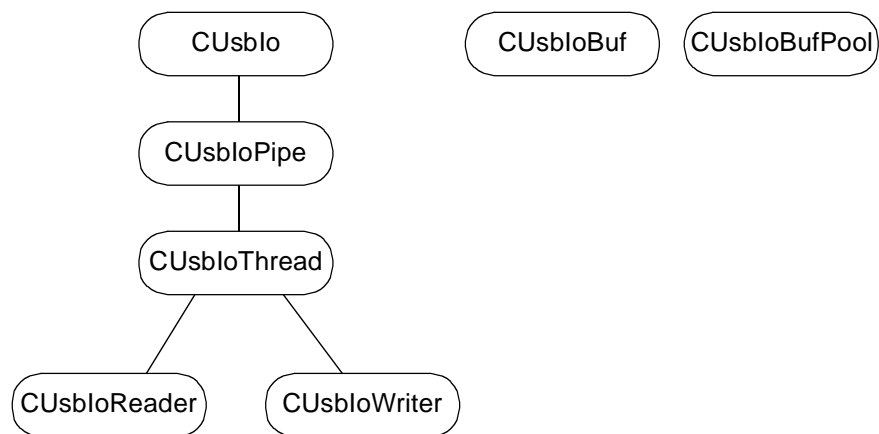 CUsbIo
CUsbIoBuf
CUsbIoBufPool
CUsbIoPipe
CUsbIoThread
CUsbIoReader
CUsbIoWriter